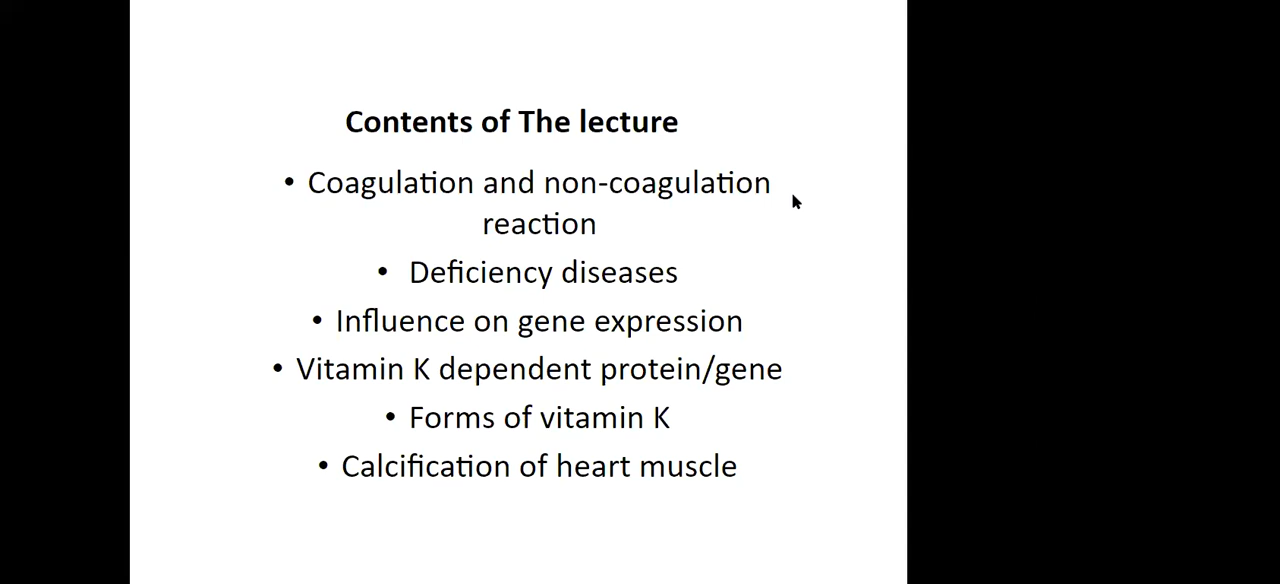 Contents of The lecture
• Coagulation and non-coagulation
reaction
• Deficiency diseases
• Influence on gene expression
• Vitamin K dependent protein/gene
• Forms of vitamin K
• Calcification of heart muscle